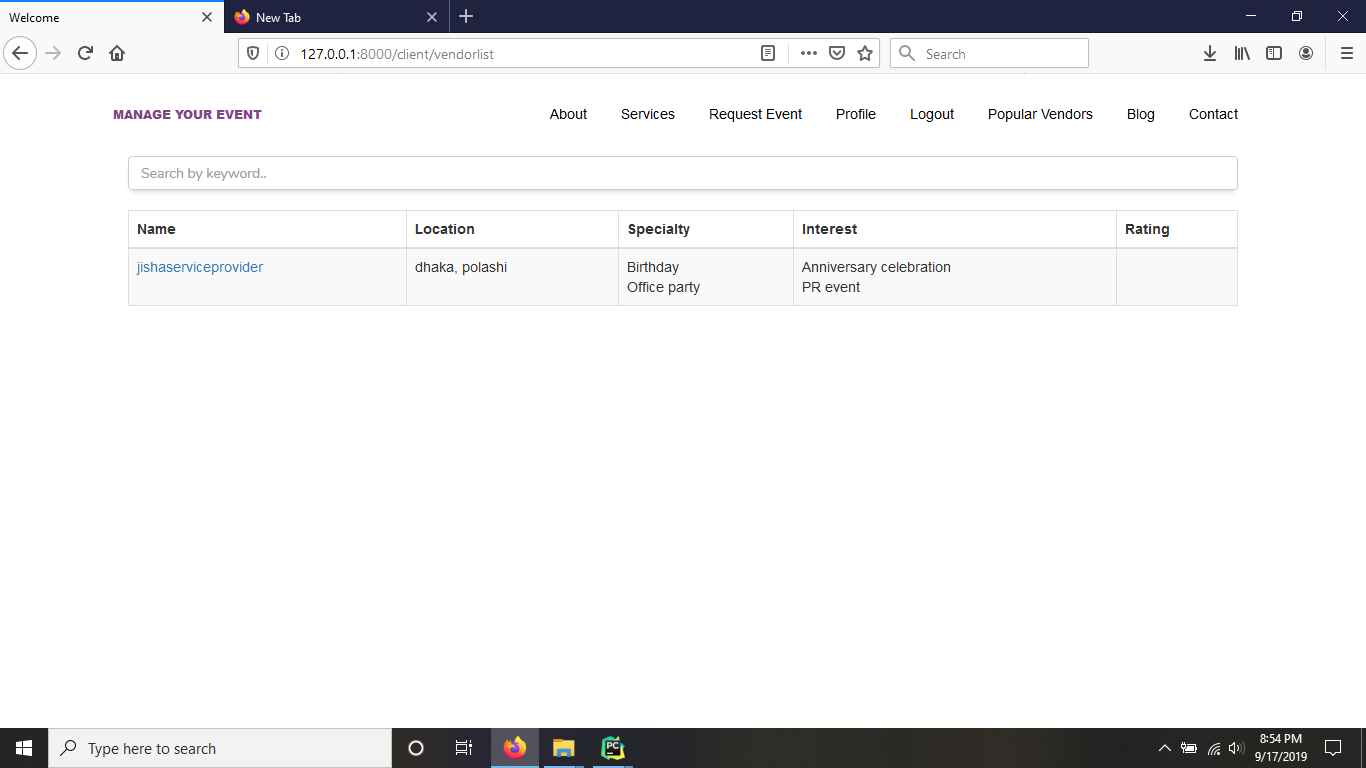 Welcome
New Tab
127.0.0.1:8000/client/vendorlist
Search
MANAGE YOUR EVENT
About Services Request Event Profile Logout Popular Vendors Blog Contact
Search by keyword..
Name Location Specialty Interest Rating
jishaserviceprovider dhaka, polashi Birthday Anniversary celebration
Office party PR event
Type here to search
PC
8:54 PM
9/17/2019